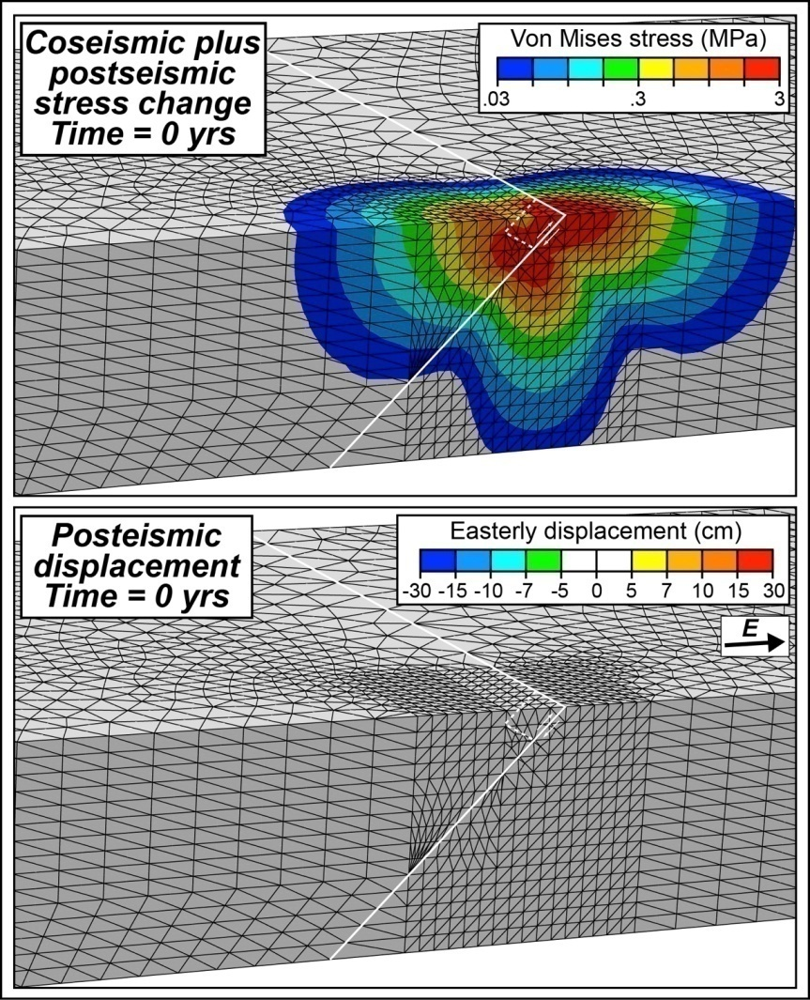 Coseismic plus
postseismic
stress change
Time = 0 yrs
Von Mises stress (MPa)
.03 .3 3
Posteismic
displacement
Time = 0 yrs
Easterly displacement (cm)
-30 -15 -10 -7 -5 0 5 7 10 15 30
E